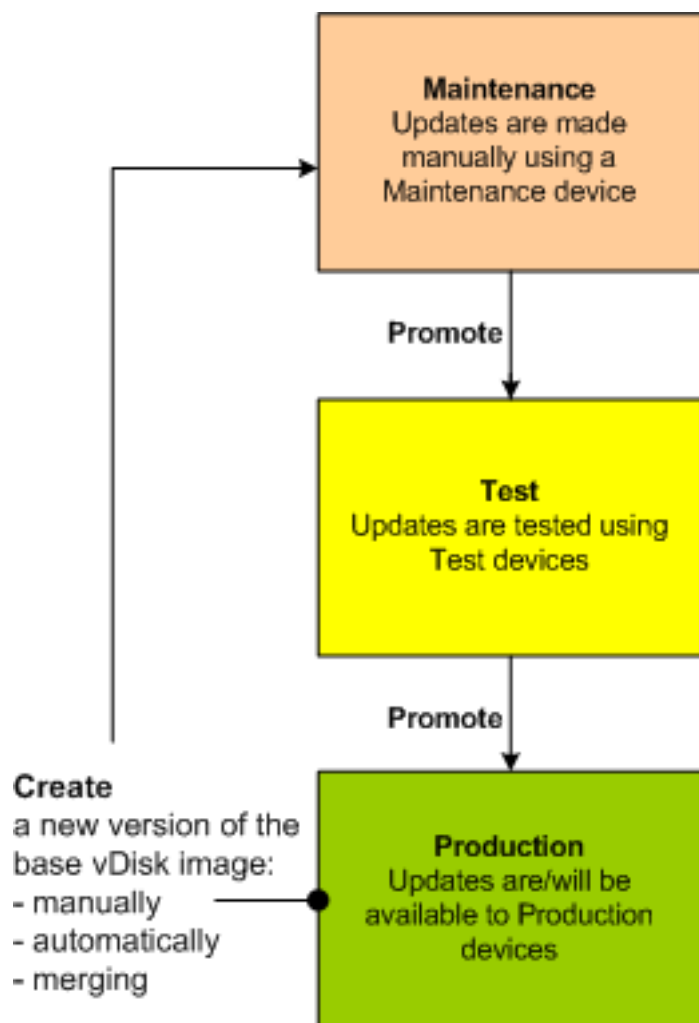 Maintenance
Updates are made
manually using a
Maintenance device
Promote
Test
Updates are tested using
Test devices
Promote
Create
a new version of the
base vDisk image:
- manually
- automatically
- merging
Production
Updates are/will be
available to Production
devices